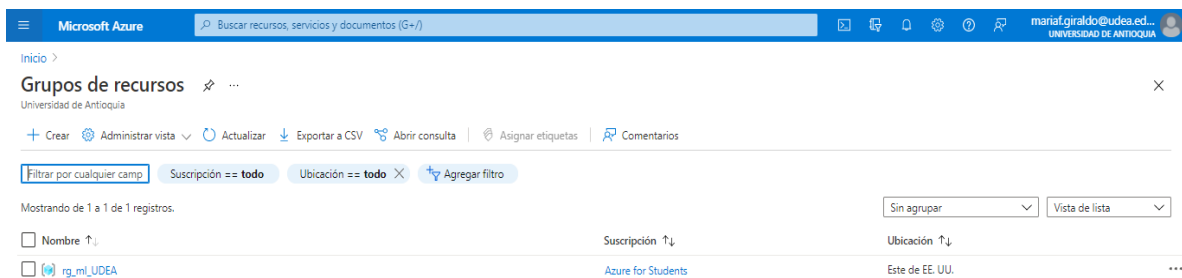 Microsoft Azure Buscar recursos, servicios y documentos (G+/) mariaf.giraldo@udea.ed...
UNIVERSIDAD DE ANTIOQUIA
Inicio >
Grupos de recursos ...
Universidad de Antioquia
+ Crear Administrar vista Actualizar Exportar a CSV Abrir consulta Asignar etiquetas Comentarios
Filtrar por cualquier camp Suscripción == todo Ubicación == todo Agregar filtro
Mostrando de 1 a 1 de 1 registros. Sin agrupar Vista de lista
Nombre ↑↓ Suscripción ↑↓ Ubicación ↑↓
rg_ml_UDEA Azure for Students Este de EE. UU. ...